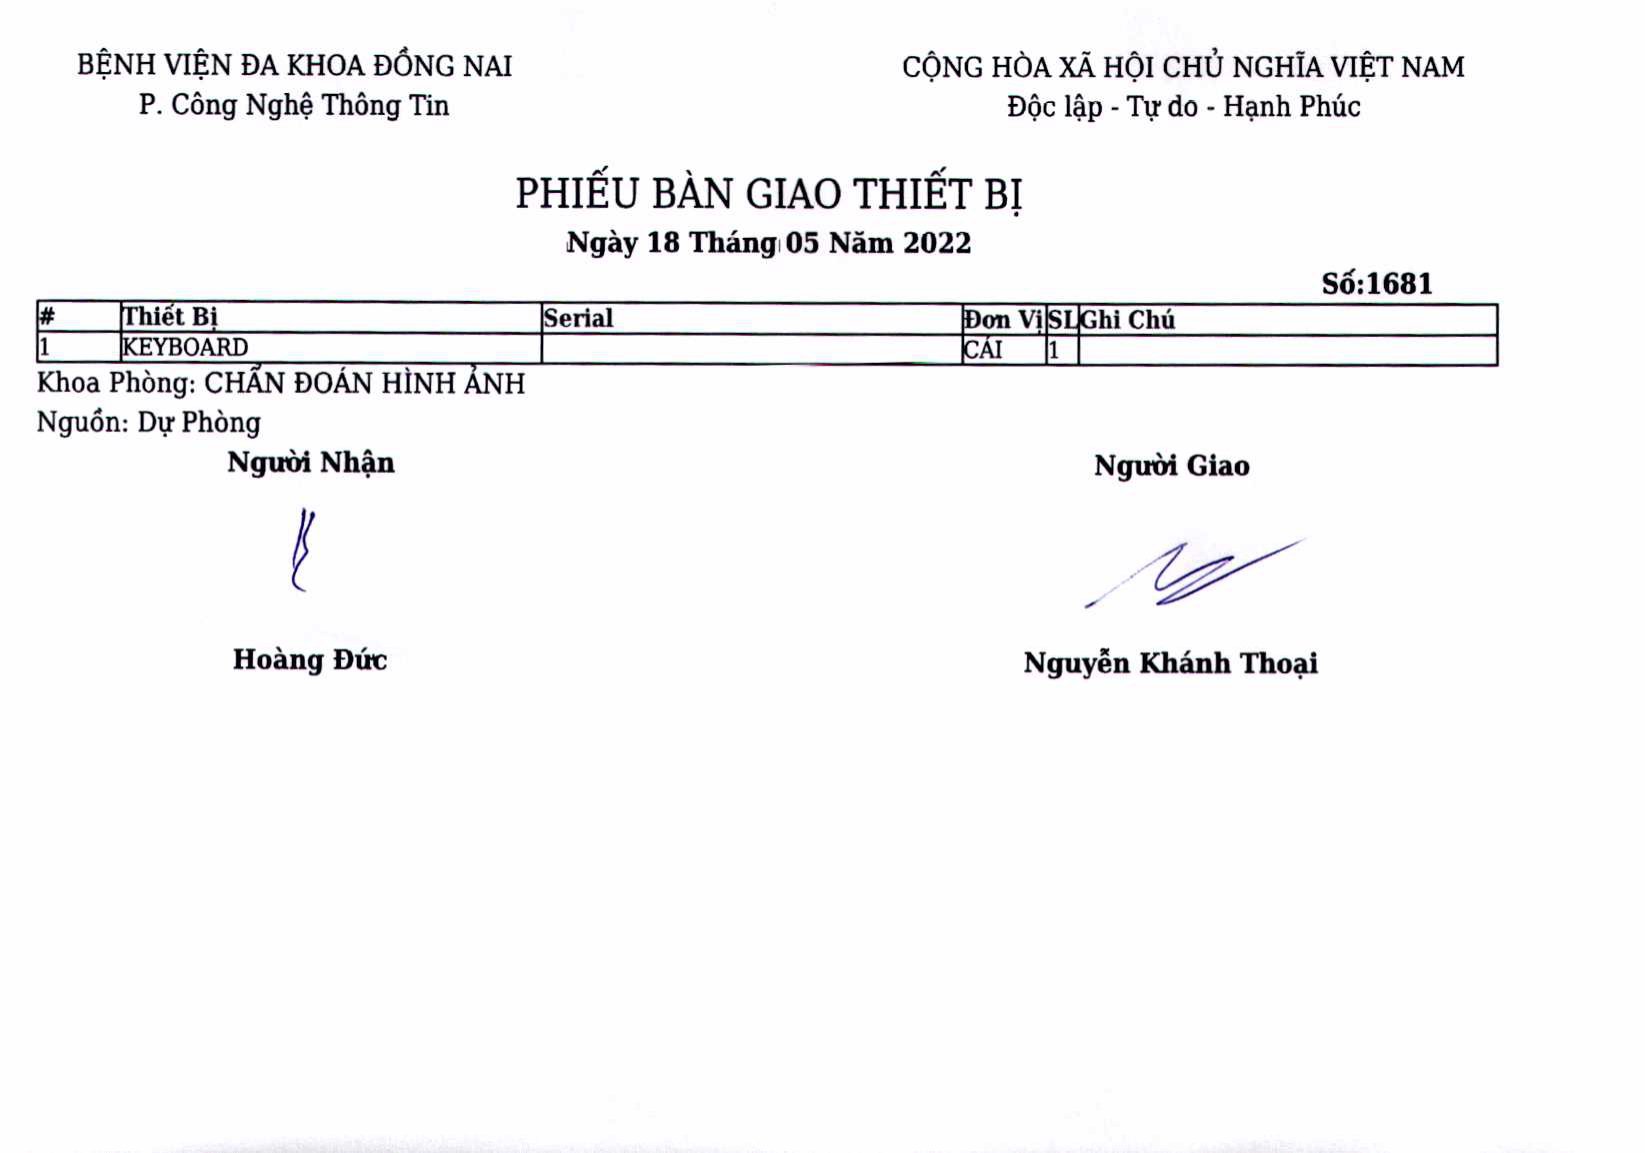 BỆNH VIỆN ĐA KHOA ĐỒNG NAI
P. Công Nghệ Thông Tin
CỘNG HÒA XÃ HỘI CHỦ NGHĨA VIỆT NAM
Độc lập - Tự do - Hạnh Phúc
PHIẾU BÀN GIAO THIẾT BỊ
Ngày 18 Tháng 05 Năm 2022
Số:1681
# Thiết Bị Serial Đơn Vị SL Ghi Chú
1 KEYBOARD CÁI 1
Khoa Phòng: CHẨN ĐOÁN HÌNH ẢNH
Nguồn: Dự Phòng
Người Nhận Người Giao
Hoàng Đức Nguyễn Khánh Thoại